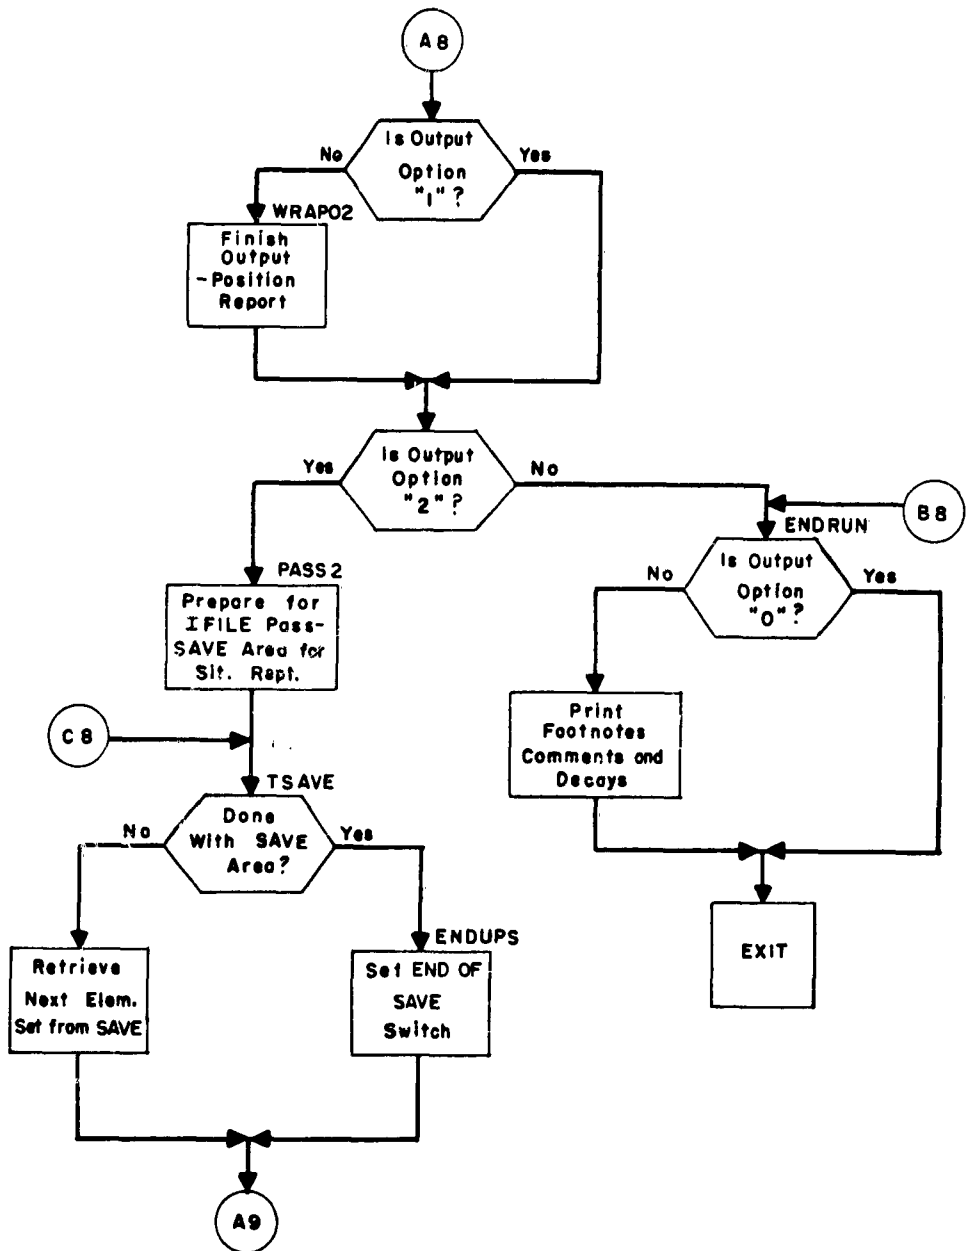 A8
Is Output
Option
"1"?
No
Yes
WRAPO2
Finish
Output
-Position
Report
Is Output
Option
"2"?
Yes
No
B8
ENDRUN
Is Output
Option
"0"?
No
Yes
PASS2
Prepare for
IFILE Pass-
SAVE Area for
Sit. Rept.
Print
Footnotes
Comments and
Decays
C8
TSAVE
Done
With SAVE
Area?
No
Yes
ENDUPS
Retrieve
Next Elem.
Set from SAVE
Set END OF
SAVE
Switch
EXIT
A9